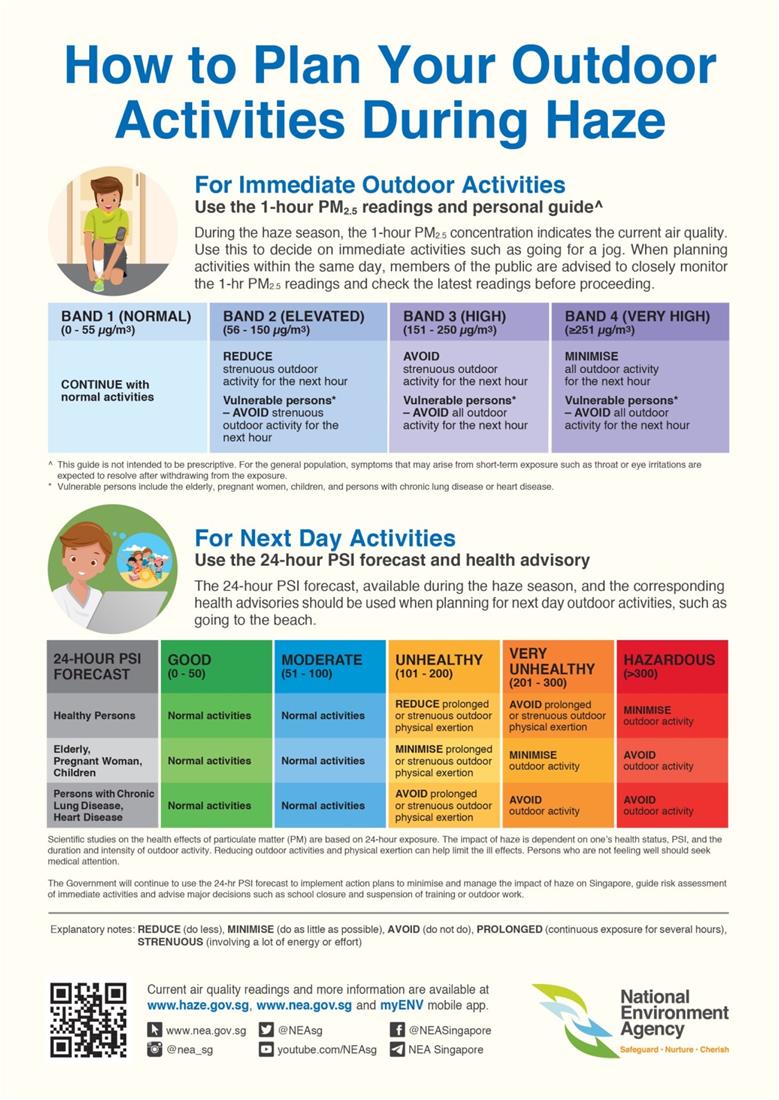 How to Plan Your Outdoor
Activities During Haze
For Immediate Outdoor Activities
Use the 1-hour PM2.5 readings and personal guide^
During the haze season, the 1-hour PM2.5 concentration indicates the current air quality.
Use this to decide on immediate activities such as going for a jog. When planning
activities within the same day, members of the public are advised to closely monitor
the 1-hr PM2.5 readings and check the latest readings before proceeding.
BAND 1 (NORMAL)
(0 - 55 µg/m3)
CONTINUE with
normal activities
BAND 2 (ELEVATED)
(56 - 150 µg/m3)
REDUCE
strenuous outdoor
activity for the next hour
Vulnerable persons*
– AVOID strenuous
outdoor activity for the
next hour
BAND 3 (HIGH)
(151 - 250 µg/m3)
AVOID
strenuous outdoor
activity for the next hour
Vulnerable persons*
– AVOID all outdoor
activity for the next hour
BAND 4 (VERY HIGH)
(≥251 µg/m3)
MINIMISE
all outdoor activity
for the next hour
Vulnerable persons*
– AVOID all outdoor
activity for the next hour
^ This guide is not intended to be prescriptive. For the general population, symptoms that may arise from short-term exposure such as throat or eye irritations are
expected to resolve after withdrawing from the exposure.
* Vulnerable persons include the elderly, pregnant women, children, and persons with chronic lung disease or heart disease.
For Next Day Activities
Use the 24-hour PSI forecast and health advisory
The 24-hour PSI forecast, available during the haze season, and the corresponding
health advisories should be used when planning for next day outdoor activities, such as
going to the beach.
24-HOUR PSI
FORECAST
GOOD
(0 - 50)
MODERATE
(51 - 100)
UNHEALTHY
(101 - 200)
VERY
UNHEALTHY
(201 - 300)
HAZARDOUS
(>300)
Healthy Persons
Normal activities
Normal activities
REDUCE prolonged
or strenuous outdoor
physical exertion
AVOID prolonged
or strenuous outdoor
physical exertion
MINIMISE
outdoor activity
Elderly,
Pregnant Woman,
Children
Normal activities
Normal activities
MINIMISE prolonged
or strenuous outdoor
physical exertion
MINIMISE
outdoor activity
AVOID
outdoor activity
Persons with Chronic
Lung Disease,
Heart Disease
Normal activities
Normal activities
AVOID prolonged
or strenuous outdoor
physical exertion
AVOID
outdoor activity
AVOID
outdoor activity
Scientific studies on the health effects of particulate matter (PM) are based on 24-hour exposure. The impact of haze is dependent on one's health status, PSI, and the
duration and intensity of outdoor activity. Reducing outdoor activities and physical exertion can help limit the ill effects. Persons who are not feeling well should seek
medical attention.
The Government will continue to use the 24-hr PSI forecast to implement action plans to minimise and manage the impact of haze on Singapore, guide risk assessment
of immediate activities and advise major decisions such as school closure and suspension of training or outdoor work.
Explanatory notes: REDUCE (do less), MINIMISE (do as little as possible), AVOID (do not do), PROLONGED (continuous exposure for several hours),
STRENUOUS (involving a lot of energy or effort)
Current air quality readings and more information are available at
www.haze.gov.sg, www.nea.gov.sg and myENV mobile app.
www.nea.gov.sg
@NEAsg
@NEASingapore
@nea_sg
youtube.com/NEAsg
NEA Singapore
National
Environment
Agency
Safeguard • Nurture • Cherish